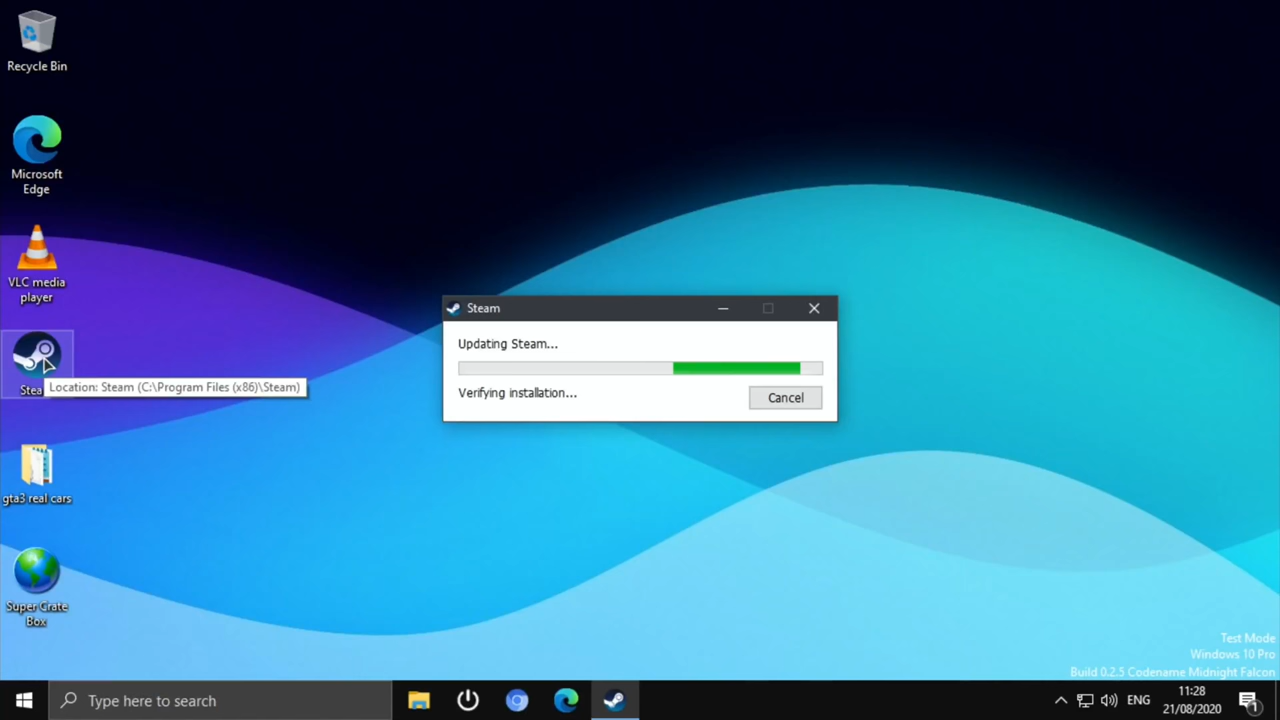 Recycle Bin
Microsoft
Edge
VLC media
player
Stea
Location: Steam (C:\Program Files (x86)\Steam)
gta3 real cars
Super Crate
Box
Steam
Updating Steam...
Verifying installation...
Cancel
Test Mode
Windows 10 Pro
Build 0.2.5 Codename Midnight Falcon
Type here to search
ENG
11:28
21/08/2020
1